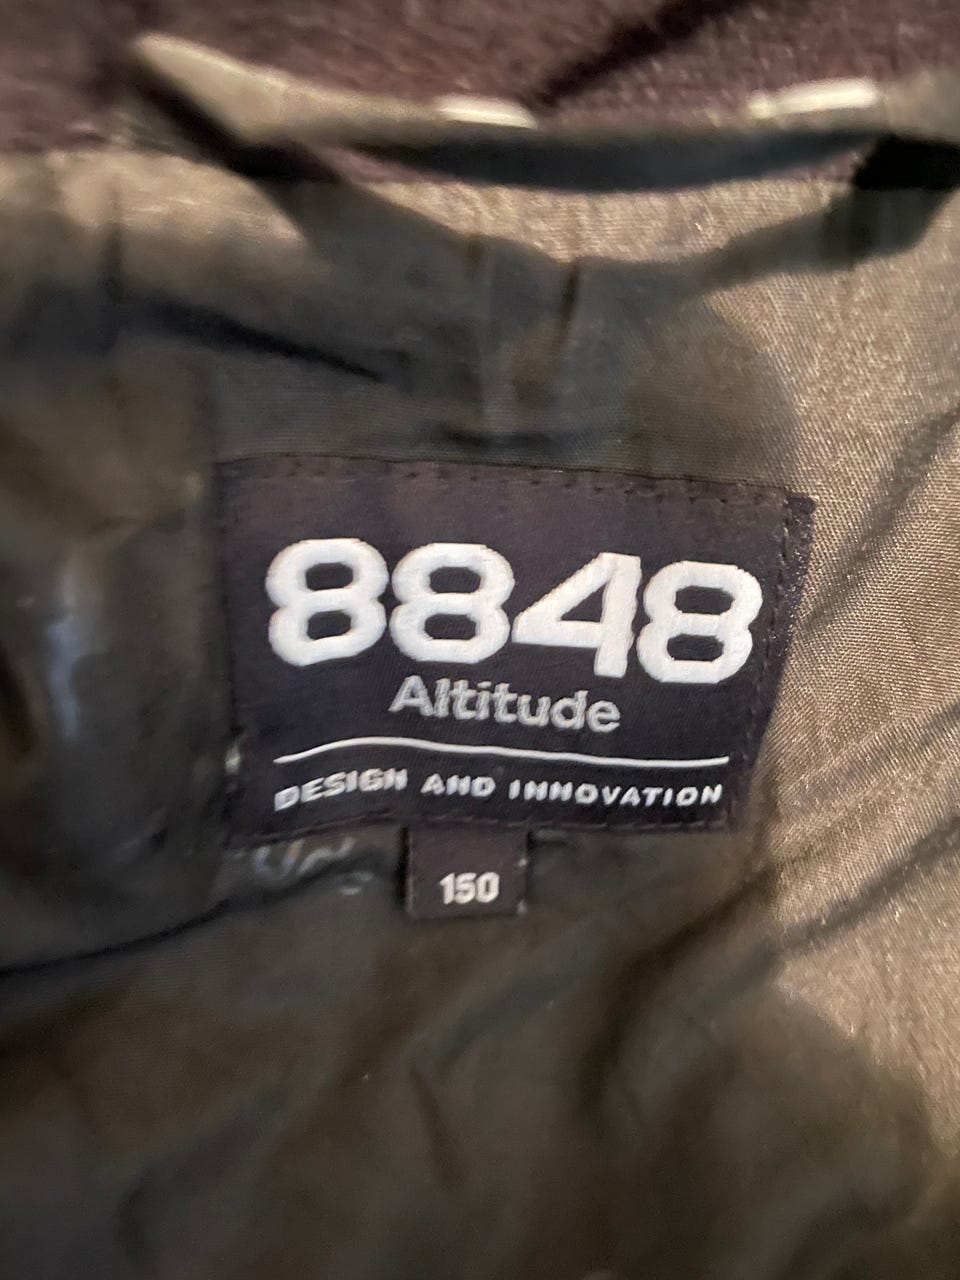 8848
Altitude
DESIGN AND INNOVATION
150